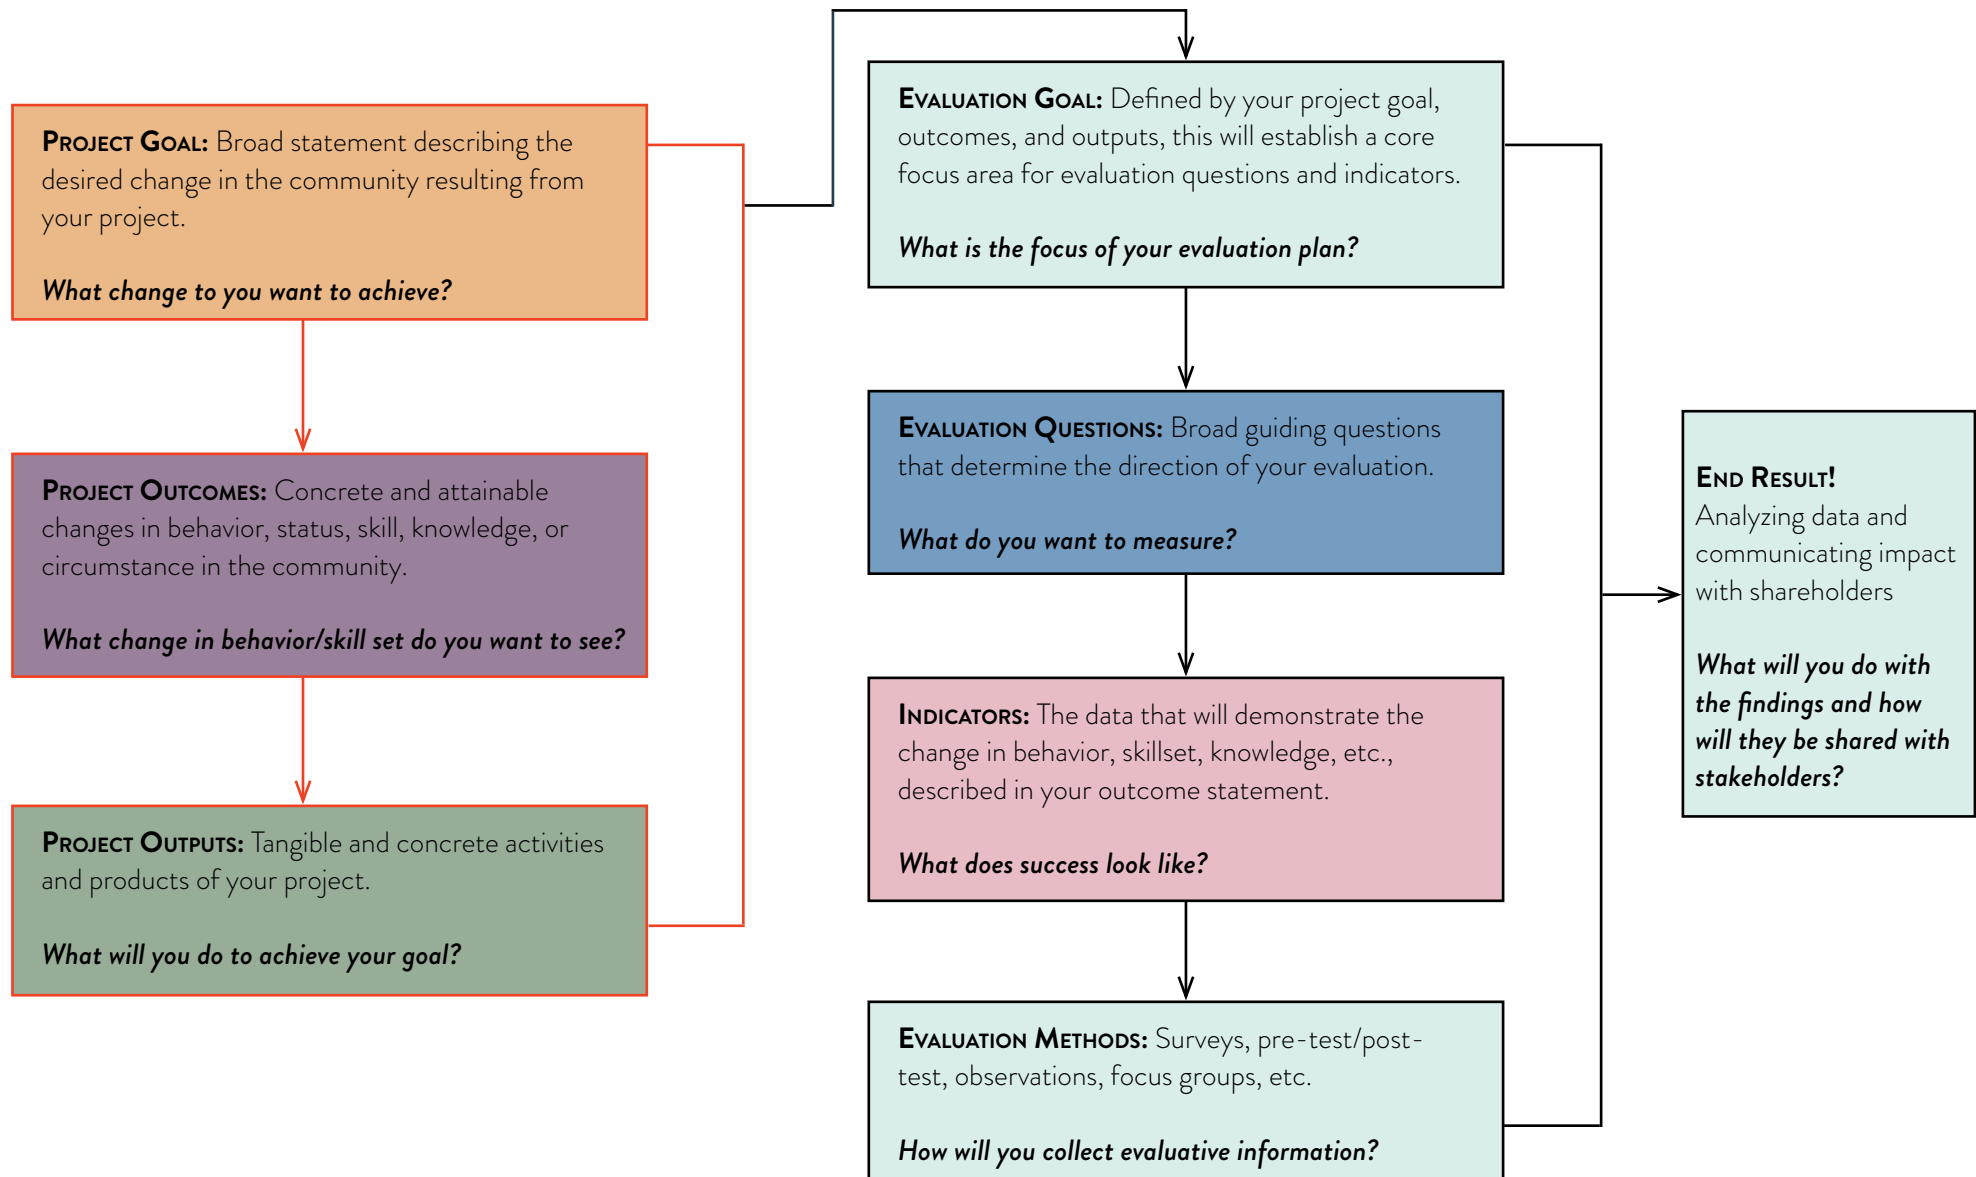 PROJECT GOAL: Broad statement describing the
desired change in the community resulting from
your project.
What change to you want to achieve?
PROJECT OUTCOMES: Concrete and attainable
changes in behavior, status, skill, knowledge, or
circumstance in the community.
What change in behavior/skill set do you want to see?
PROJECT OUTPUTS: Tangible and concrete activities
and products of your project.
What will you do to achieve your goal?
EVALUATION GOAL: Defined by your project goal,
outcomes, and outputs, this will establish a core
focus area for evaluation questions and indicators.
What is the focus of your evaluation plan?
EVALUATION QUESTIONS: Broad guiding questions
that determine the direction of your evaluation.
What do you want to measure?
INDICATORS: The data that will demonstrate the
change in behavior, skillset, knowledge, etc.,
described in your outcome statement.
What does success look like?
EVALUATION METHODS: Surveys, pre-test/post-
test, observations, focus groups, etc.
How will you collect evaluative information?
END RESULT!
Analyzing data and
communicating impact
with shareholders
What will you do with
the findings and how
will they be shared with
stakeholders?